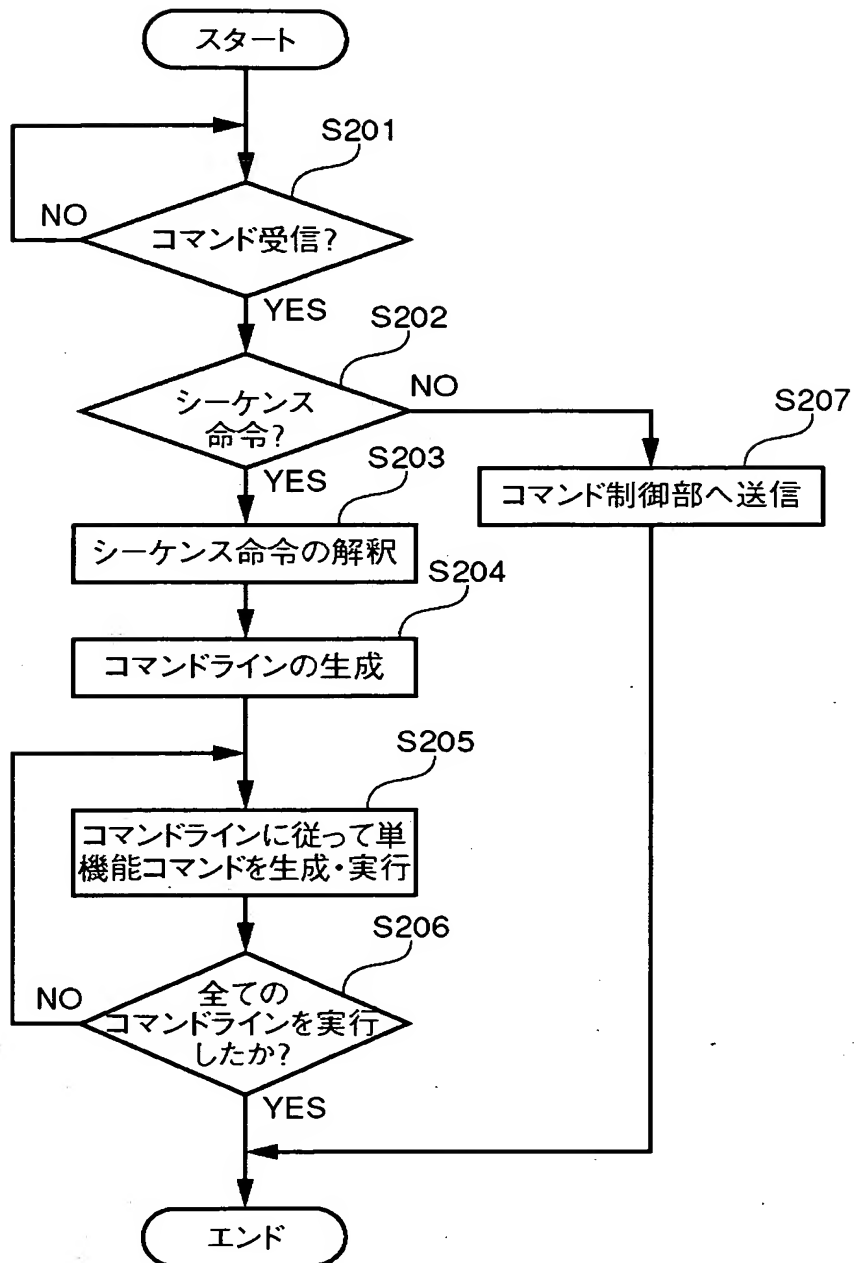 スタート
S201
NO
コマンド受信?
YES
S202
シーケンス
命令?
NO
S207
コマンド制御部へ送信
YES
S203
シーケンス命令の解釈
S204
コマンドラインの生成
S205
コマンドラインに従って単
機能コマンドを生成・実行
S206
NO
全ての
コマンドラインを実行
したか?
YES
エンド